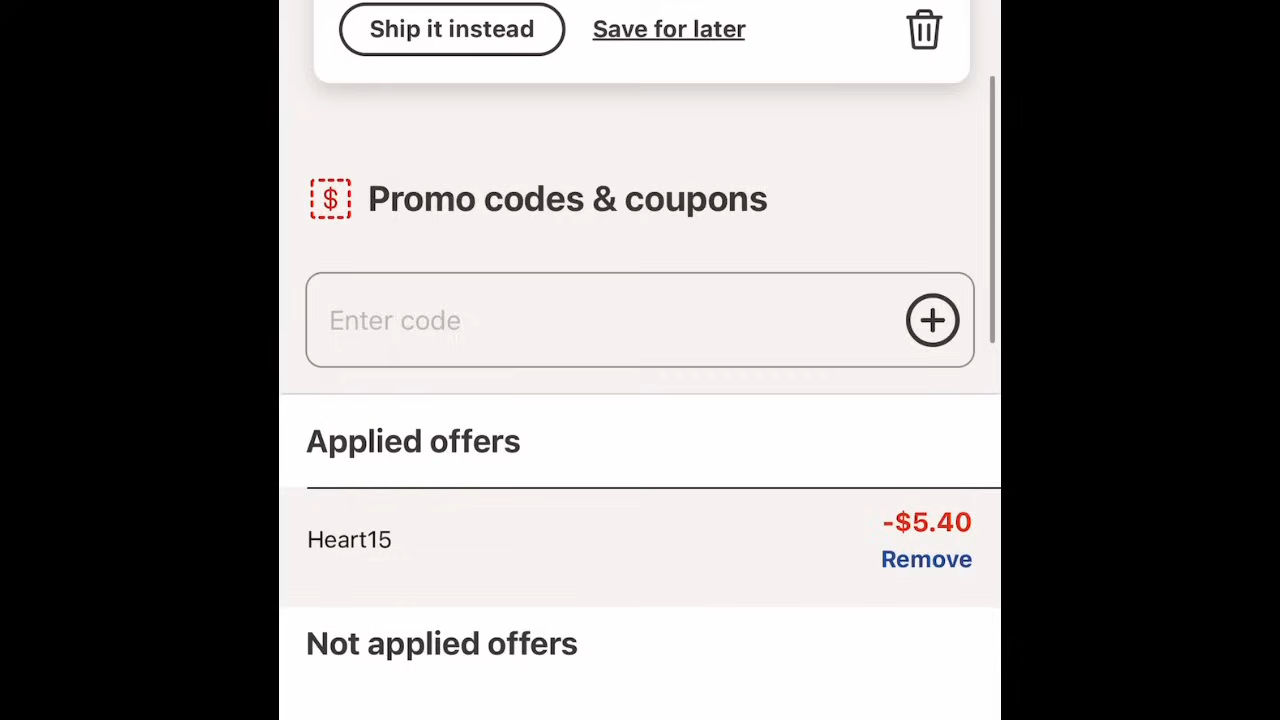 Ship it instead Save for later
$ Promo codes & coupons
Enter code
Applied offers
Heart15
-$5.40
Remove
Not applied offers